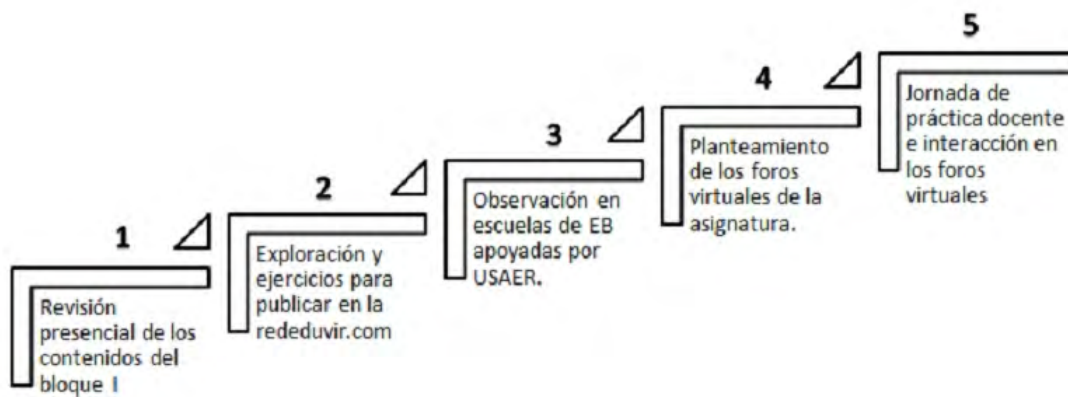 1
Revisión
presencial de los
contenidos del
bloque I
2
Exploración y
ejercicios para
publicar en la
rededuvir.com
3
Observación en
escuelas de EB
apoyadas por
USAER.
4
Planteamiento
de los foros
virtuales de la
asignatura.
5
Jornada de
práctica docente
e interacción en
los foros
virtuales